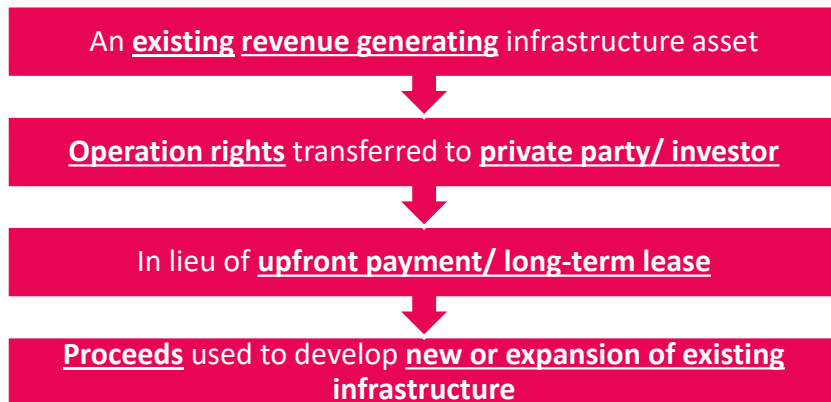 An existing revenue generating infrastructure asset
Operation rights transferred to private party/ investor
In lieu of upfront payment/ long-term lease
Proceeds used to develop new or expansion of existing
infrastructure